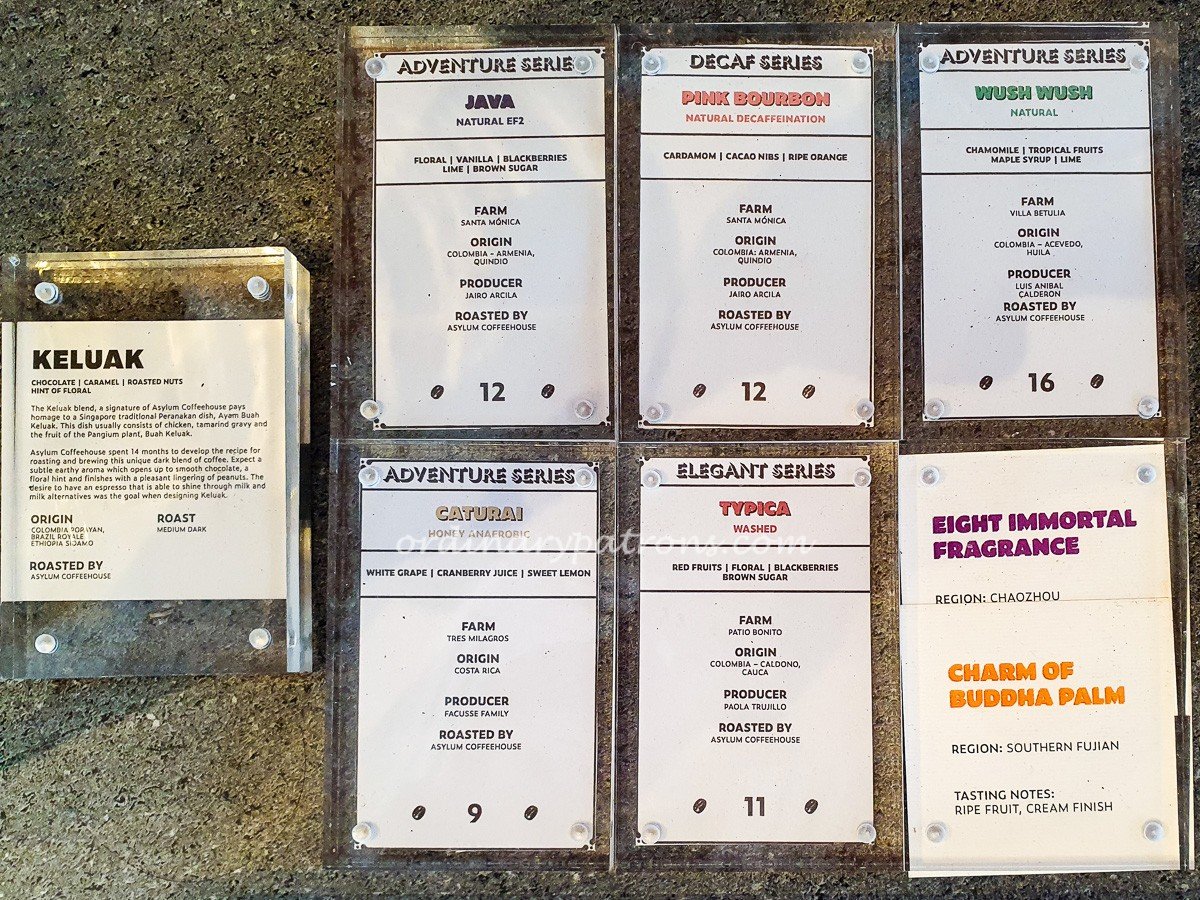 KELUAK
CHOCOLATE | CARAMEL | ROASTED NUTS
HINT OF FLORAL
The Keluak blend, a signature of Asylum Coffeehouse pays
homage to a Singapore traditional Peranakan dish, Ayam Buah
Keluak. This dish usually consists of chicken, tamarind gravy and
the fruit of the Pangium plant, Buah Keluak.
Asylum Coffeehouse spent 14 months to develop the recipe for
roasting and brewing this unique dark blend of coffee. Expect a
subtle earthy aroma which opens up to smooth chocolate, a
floral hint and finishes with a pleasant lingering of peanuts. The
desire to have an espresso that is able to shine through milk and
milk alternatives was the goal when designing Keluak.
ORIGIN
COLOMBIA POPAYAN,
BRAZIL ROYALE
ETHIOPIA SIDAMO
ROAST
MEDIUM DARK
ROASTED BY
ASYLUM COFFEEHOUSE
ADVENTURE SERIES
JAVA
NATURAL EF2
FLORAL | VANILLA | BLACKBERRIES
LIME | BROWN SUGAR
FARM
SANTA MÓNICA
ORIGIN
COLOMBIA – ARMENIA,
QUINDIO
PRODUCER
JAIRO ARCILA
ROASTED BY
ASYLUM COFFEEHOUSE
12
DECAF SERIES
PINK BOURBON
NATURAL DECAFFEINATION
CARDAMOM | CACAO NIBS | RIPE ORANGE
FARM
SANTA MÓNICA
ORIGIN
COLOMBIA: ARMENIA,
QUINDIO
PRODUCER
JAIRO ARCILA
ROASTED BY
ASYLUM COFFEEHOUSE
12
ADVENTURE SERIES
WUSH WUSH
NATURAL
CHAMOMILE | TROPICAL FRUITS
MAPLE SYRUP | LIME
FARM
VILLA BETULIA
ORIGIN
COLOMBIA – ACEVEDO,
HUILA
PRODUCER
LUIS ANIBAL
CALDERON
ROASTED BY
ASYLUM COFFEEHOUSE
16
ADVENTURE SERIES
CATURAI
HONEY ANAEROBIC
WHITE GRAPE | CRANBERRY JUICE | SWEET LEMON
FARM
TRES MILAGROS
ORIGIN
COSTA RICA
PRODUCER
FACUSSE FAMILY
ROASTED BY
ASYLUM COFFEEHOUSE
9
ELEGANT SERIES
TYPICA
WASHED
RED FRUITS | FLORAL | BLACKBERRIES
BROWN SUGAR
FARM
PATIO BONITO
ORIGIN
COLOMBIA – CALDONO,
CAUCA
PRODUCER
PAOLA TRUJILLO
ROASTED BY
ASYLUM COFFEEHOUSE
11
EIGHT IMMORTAL
FRAGRANCE
REGION: CHAOZHOU
CHARM OF
BUDDHA PALM
REGION: SOUTHERN FUJIAN
TASTING NOTES:
RIPE FRUIT, CREAM FINISH
ordinarypatrons.com